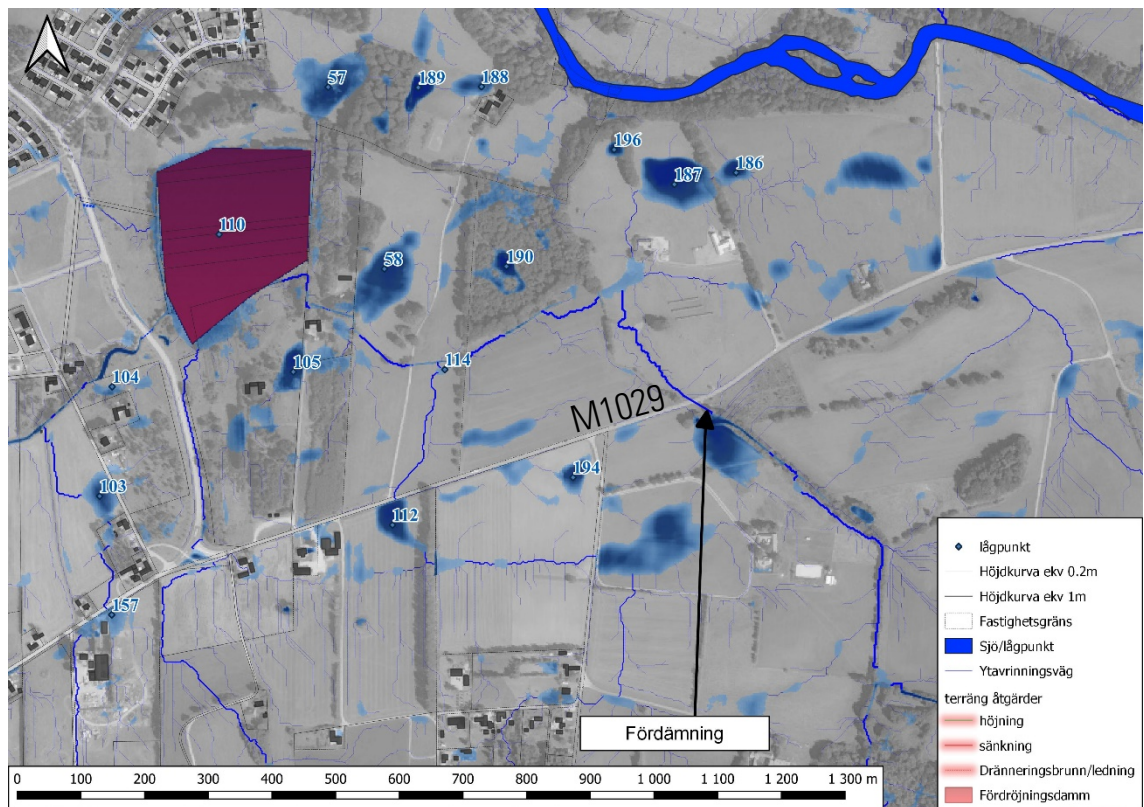 57
189
188
196
187
186
110
58
190
105
114
104
M1029
103
194
112
157
Fördämning
lågpunkt
Höjdkurva ekv 0.2m
Höjdkurva ekv 1m
Fastighetsgräns
Sjö/lågpunkt
Ytavrinningsväg
terräng åtgärder
höjning
sänkning
Dränneringsbrunn/ledning
Fördröjningsdamm
0 100 200 300 400 500 600 700 800 900 1 000 1 100 1 200 1 300 m